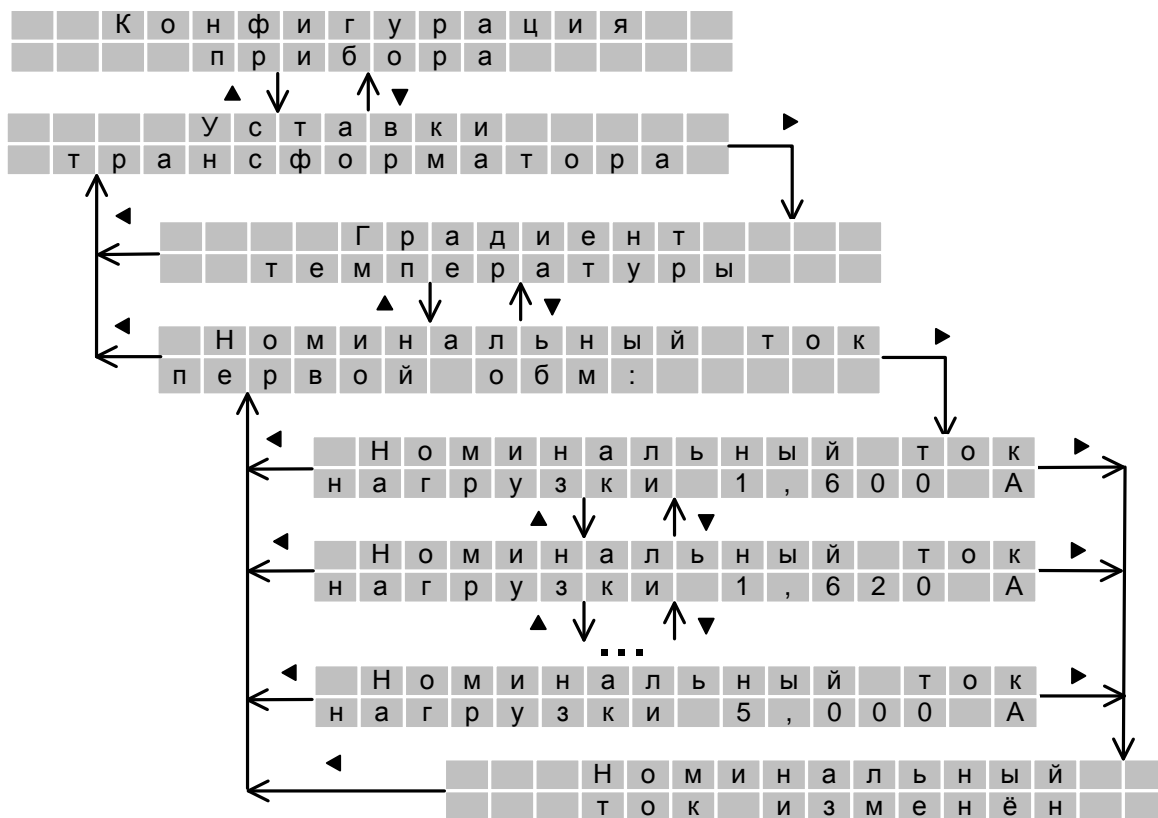 Конфигурация
прибора
Уставки
трансформатора
Градиент
температуры
Номинальный ток
первой обм:
Номинальный ток
нагрузки 1,600 А
Номинальный ток
нагрузки 1,620 А
...
Номинальный ток
нагрузки 5,000 А
Номинальный
ток изменён